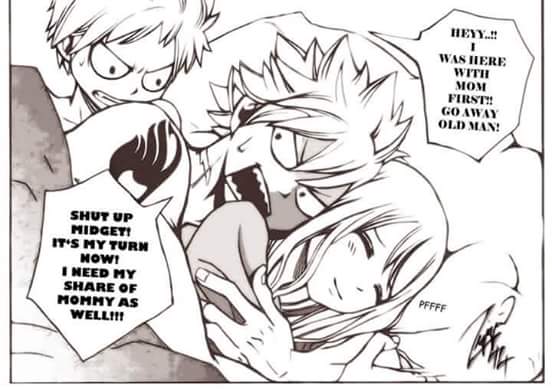 HEYY..!!
I
WAS HERE
WITH
MOM
FIRST!!
GO AWAY
OLD MAN!
SHUT UP
MIDGET!
IT'S MY TURN
NOW!
I NEED MY
SHARE OF
MOMMY AS
WELL!!!
PFFFF